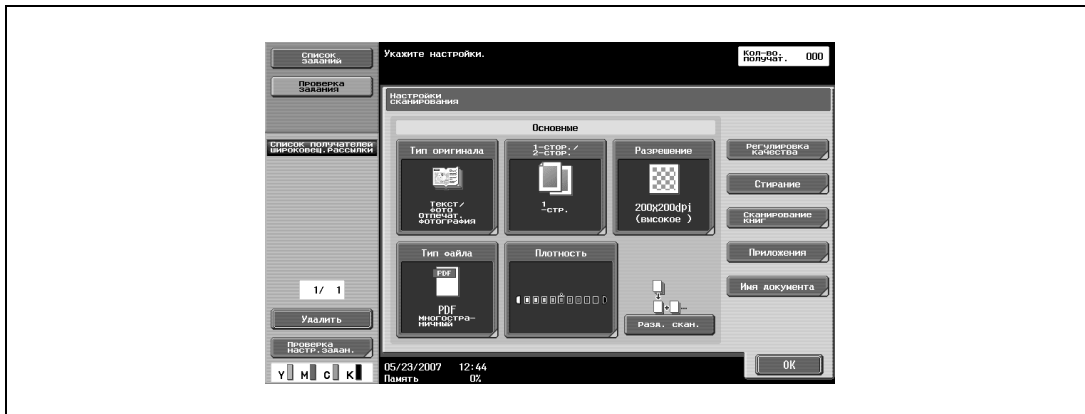 Список
заданий
Проверка
задания
Список получателей
широковещ.рассылки
1/ 1
Удалить
Проверка
настр.задан.
Y M C K
Укажите настройки.
Кол-во.
получат. 000
Настройки
сканирования
Основные
Тип оригинала
Текст/
Фото
Отпечат.
фотография
1-стор./
2-стор.
1
-стр.
Разрешение
200X200dpi
(высокое )
Тип файла
PDF
PDF
многостра-
ничный
Плотность
Разд. скан.
Регулировка
качества
Стирание
Сканирование
книг
Приложения
Имя документа
05/23/2007 12:44
Память 0%
OK